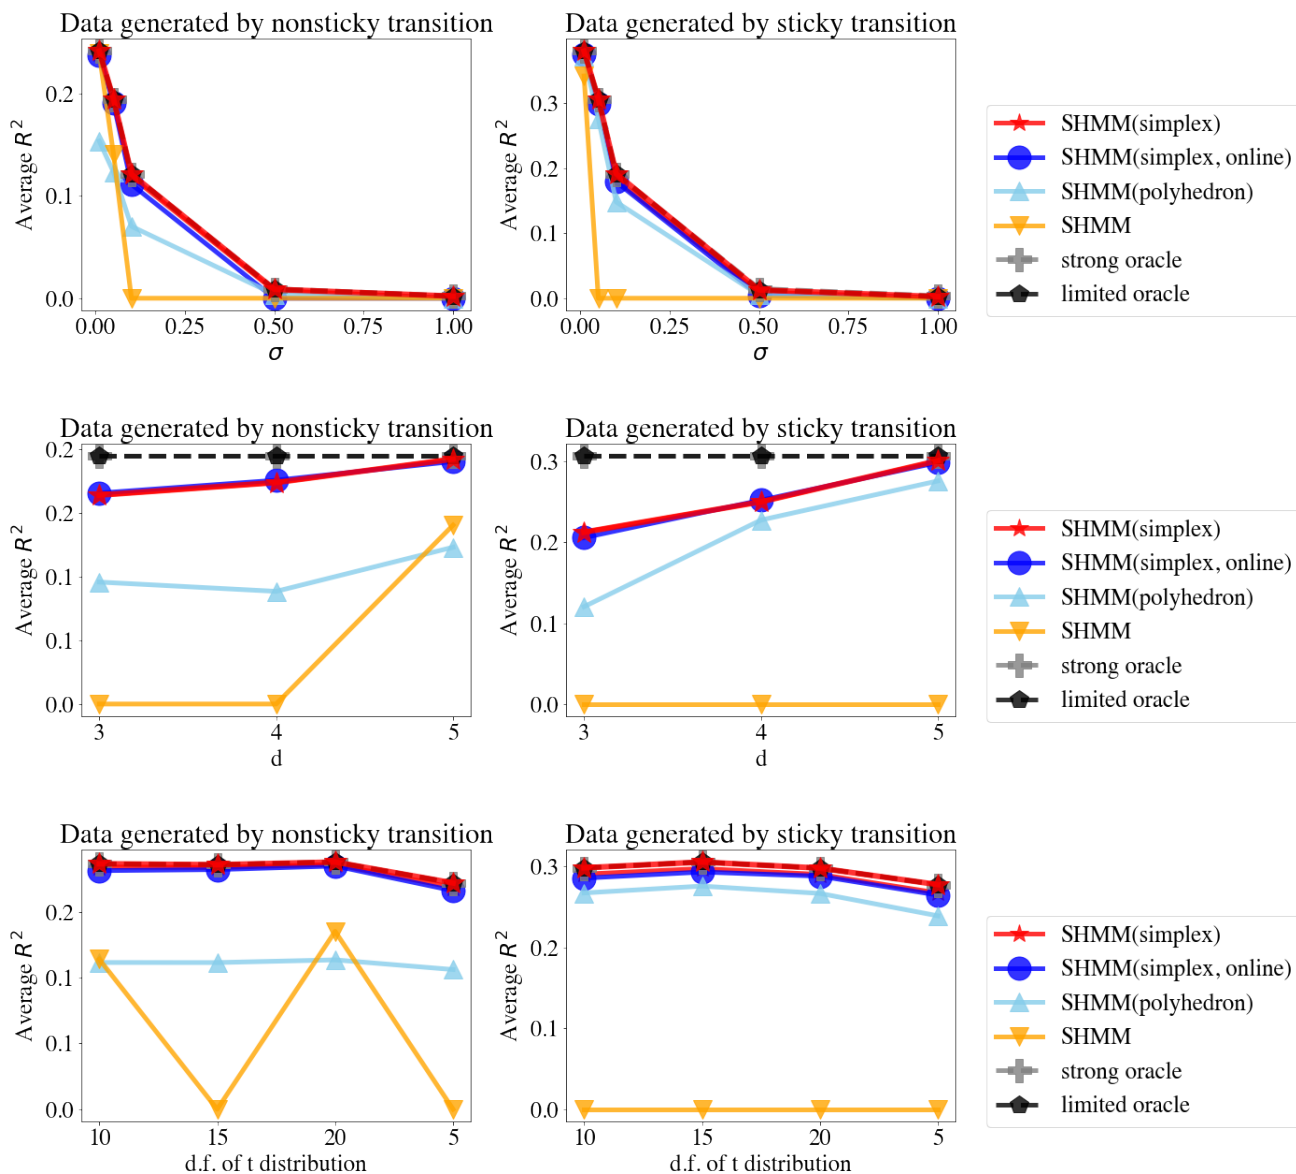 Data generated by nonsticky transition
Data generated by sticky transition
Average R²
0.2
0.1
0.0
0.00 0.25 0.50 0.75 1.00
σ
Average R²
0.3
0.2
0.1
0.0
0.00 0.25 0.50 0.75 1.00
σ
SHMM(simplex)
SHMM(simplex, online)
SHMM(polyhedron)
SHMM
strong oracle
limited oracle
Data generated by nonsticky transition
Data generated by sticky transition
Average R²
0.2
0.2
0.1
0.1
0.0
3 4 5
d
Average R²
0.3
0.2
0.1
0.0
3 4 5
d
SHMM(simplex)
SHMM(simplex, online)
SHMM(polyhedron)
SHMM
strong oracle
limited oracle
Data generated by nonsticky transition
Data generated by sticky transition
Average R²
0.2
0.1
0.1
0.0
10 15 20 5
d.f. of t distribution
Average R²
0.3
0.2
0.1
0.0
10 15 20 5
d.f. of t distribution
SHMM(simplex)
SHMM(simplex, online)
SHMM(polyhedron)
SHMM
strong oracle
limited oracle